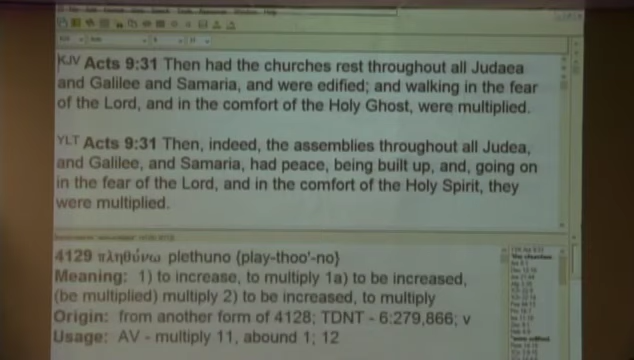 KJV Acts 9:31 Then had the churches rest throughout all Judaea
and Galilee and Samaria, and were edified; and walking in the fear
of the Lord, and in the comfort of the Holy Ghost, were multiplied.
YLT Acts 9:31 Then, indeed, the assemblies throughout all Judea,
and Galilee, and Samaria, had peace, being built up, and, going on
in the fear of the Lord, and in the comfort of the Holy Spirit, they
were multiplied.
4129 πληθύνω plethuno {play-thoo'-no}
Meaning: 1) to increase, to multiply 1a) to be increased,
(be multiplied) multiply 2) to be increased, to multiply
Origin: from another form of 4128; TDNT - 6:279,866; v
Usage: AV - multiply 11, abound 1; 12